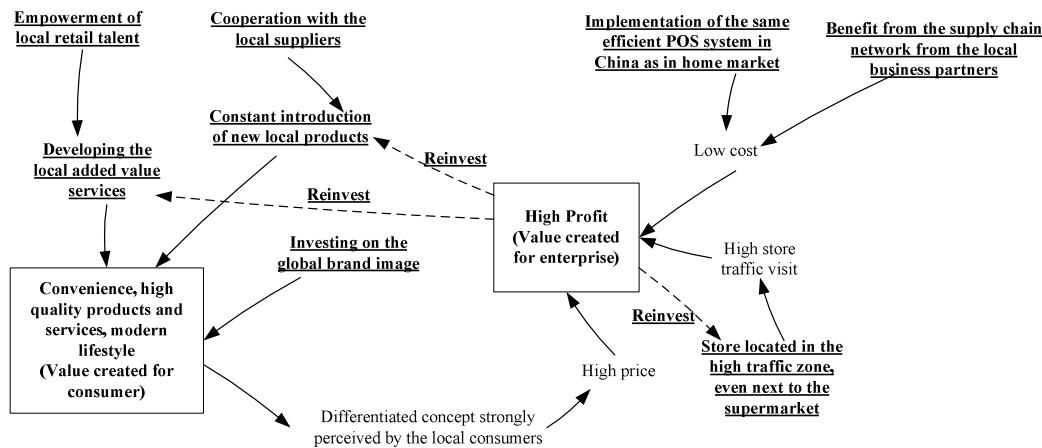 Empowerment of
local retail talent
Cooperation with the
local suppliers
Implementation of the same
efficient POS system in
China as in home market
Benefit from the supply chain
network from the local
business partners
Constant introduction
of new local products
Developing the
local added value
services
Reinvest
Low cost
Reinvest
High Profit
(Value created
for enterprise)
Investing on the
global brand image
High store
traffic visit
Convenience, high
quality products and
services, modern
lifestyle
(Value created for
consumer)
Reinvest
Store located in the
high traffic zone,
even next to the
supermarket
High price
Differentiated concept strongly
perceived by the local consumers